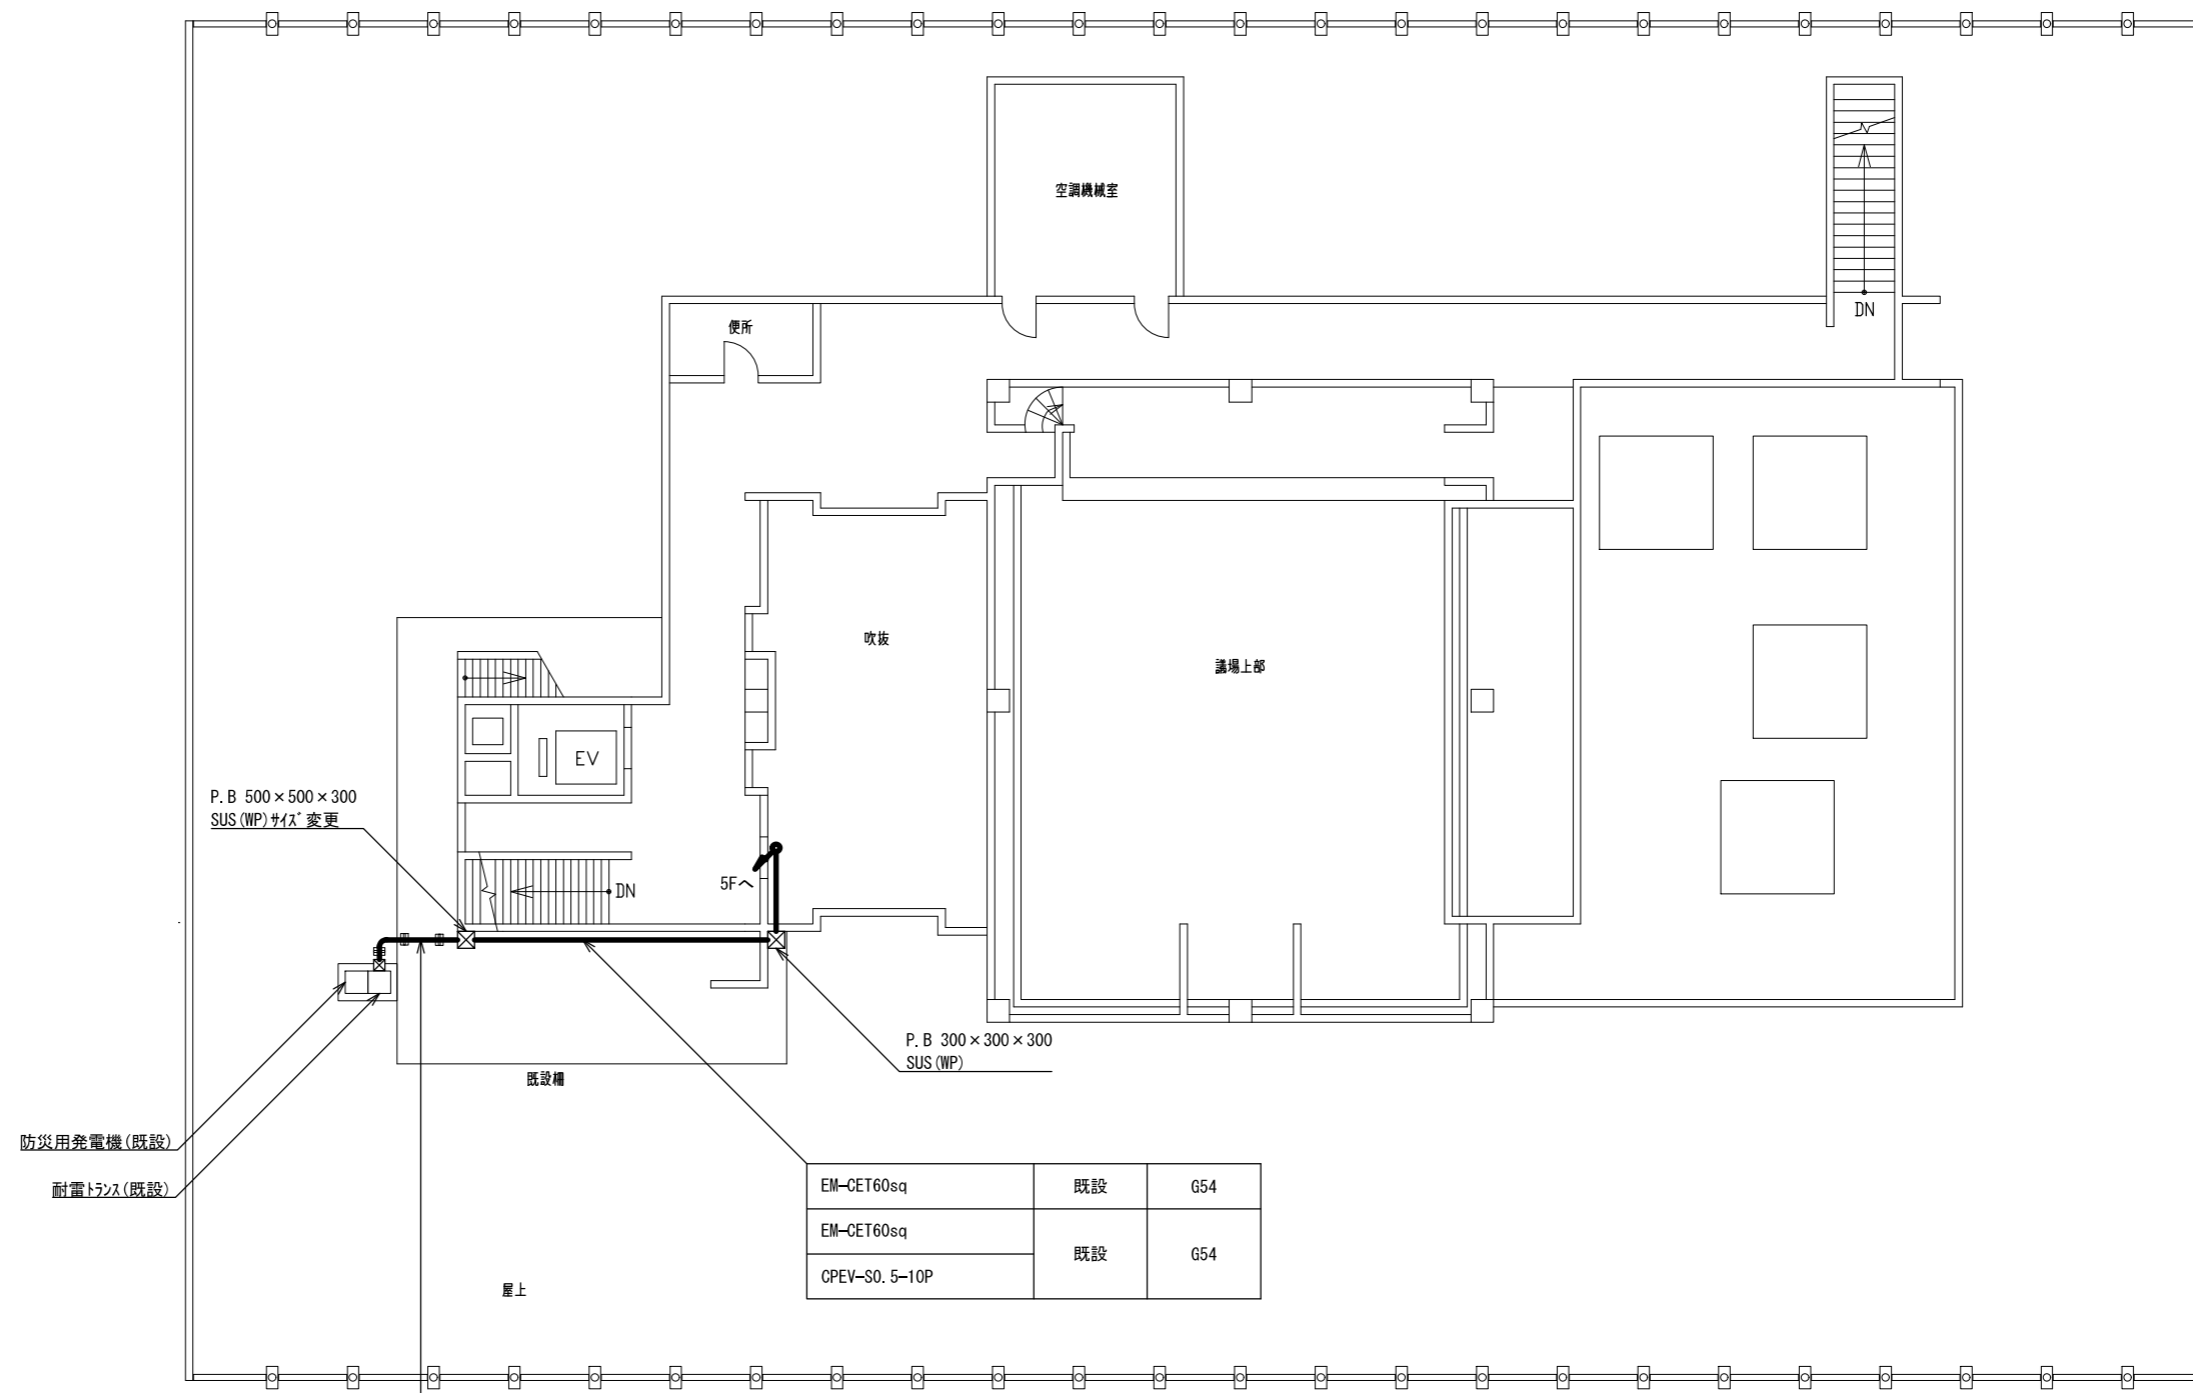 空調機械室
DN
便所
吹抜
議場上部
EV
P.B 500×500×300
SUS(WP)ｻｲｽﾞ変更
5Fへ
DN
P.B 300×300×300
SUS(WP)
既設柵
防災用発電機(既設)
耐雷ﾄﾗﾝｽ(既設)
EM-CET60sq 既設 G54
EM-CET60sq
既設 G54
CPEV-S0.5-10P
屋上